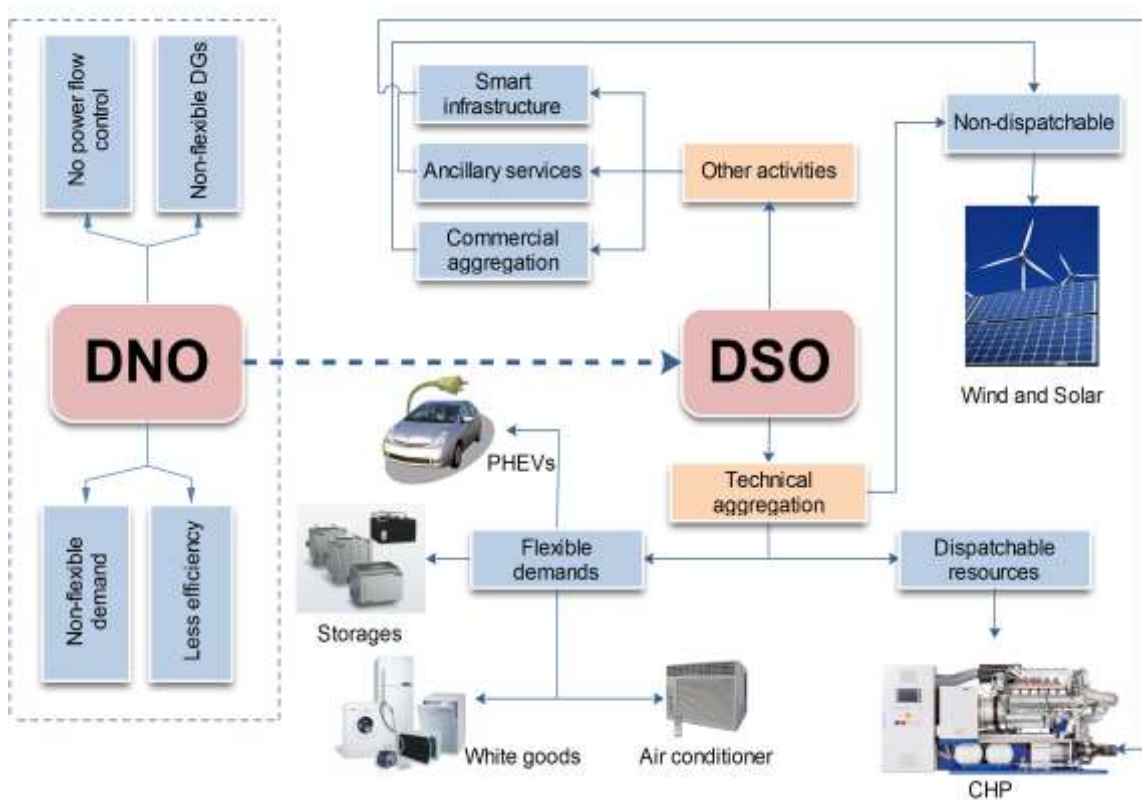 No power flow
control
Non-flexible DGs
DNO
Non-flexible
demand
Less efficiency
Smart
infrastructure
Ancillary services
Commercial
aggregation
Other activities
Non-dispatchable
Wind and Solar
DSO
PHEVs
Technical
aggregation
Flexible
demands
Dispatchable
resources
Storages
White goods
Air conditioner
CHP